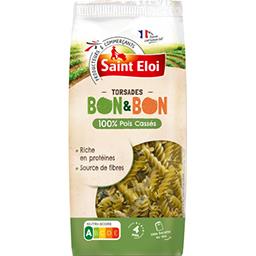 PRODUCTEURS & COMMERÇANTS
Saint Eloi
TORSADES
BON & BON
100% Pois Cassés
• Riche
en protéines
• Source de fibres
NUTRI-SCORE
A B C D E